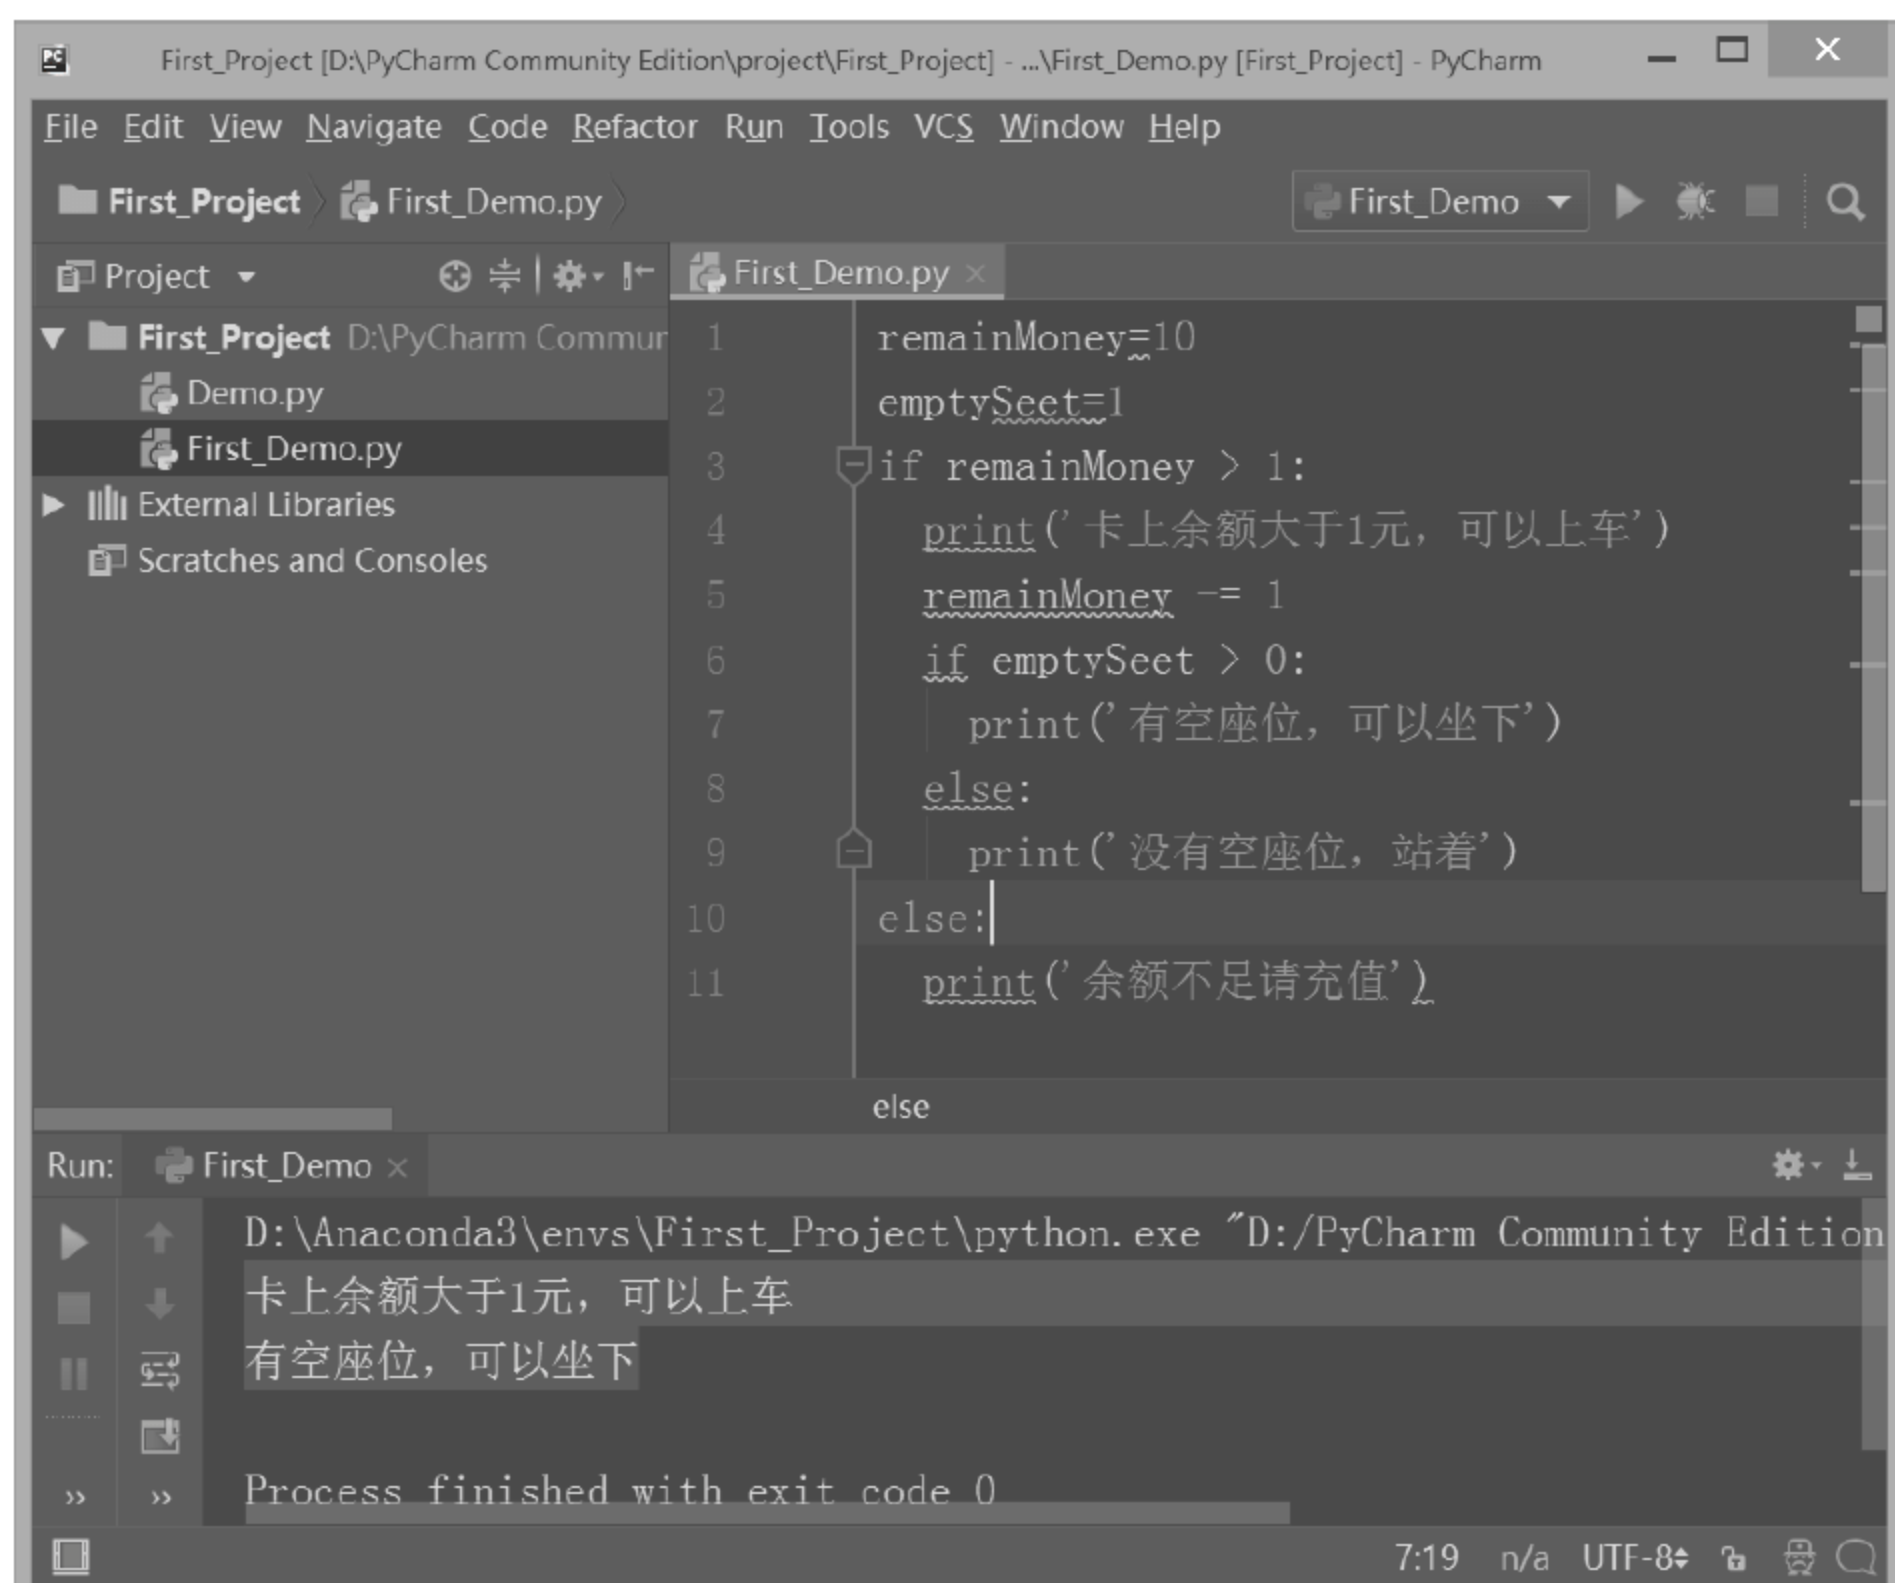 First_Project [D:\PyCharm Community Edition\project\First_Project] - ...\First_Demo.py [First_Project] - PyCharm
File Edit View Navigate Code Refactor Run Tools VCS Window Help
First_Project First_Demo.py First_Demo
Project
First_Project D:\PyCharm Commun
Demo.py
First_Demo.py
External Libraries
Scratches and Consoles
First_Demo.py
1 remainMoney=10
2 emptySeet=1
3 if remainMoney > 1:
4 print('卡上余额大于1元，可以上车')
5 remainMoney -= 1
6 if emptySeet > 0:
7 print('有空座位，可以坐下')
8 else:
9 print('没有空座位，站着')
10 else:
11 print('余额不足请充值')
else
Run: First_Demo
D:\Anaconda3\envs\First_Project\python.exe "D:/PyCharm Community Edition
卡上余额大于1元，可以上车
有空座位，可以坐下
Process finished with exit code 0
7:19 n/a UTF-8